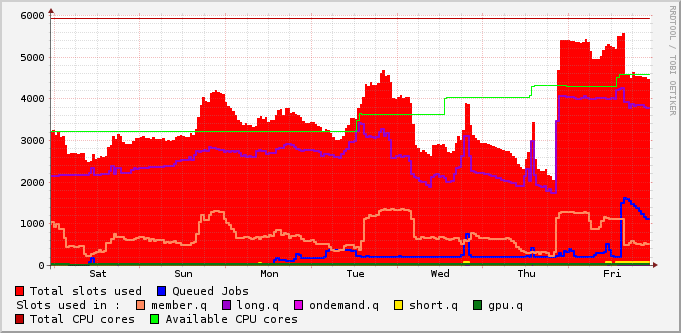 6000
5000
4000
3000
2000
1000
0
Sat Sun Mon Tue Wed Thu Fri
RRDTOOL / TOBI OETIKER
Total slots used Queued Jobs
Slots used in : member.q long.q ondemand.q short.q gpu.q
Total CPU cores Available CPU cores